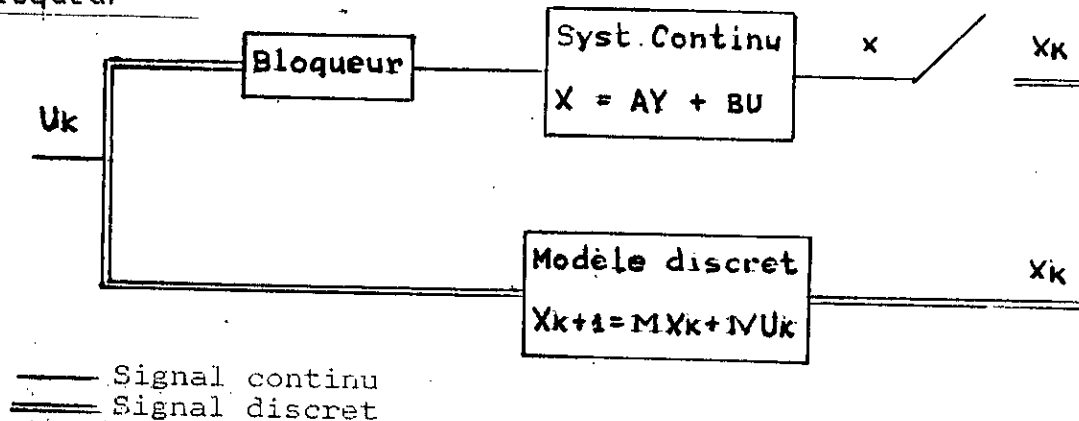 Syst.Continu
Bloqueur
x
XK
X = AY + BU
Uk
Modèle discret
XK
XK+1=MXK+NUK
Signal continu
Signal discret